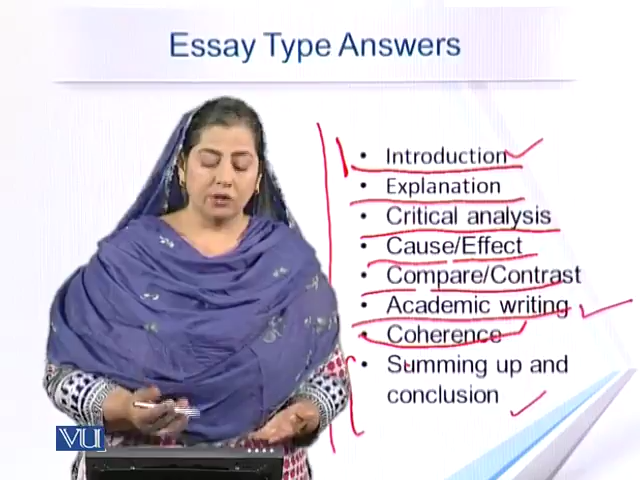 Essay Type Answers
• Introduction
• Explanation
• Critical analysis
• Cause/Effect
• Compare/Contrast
• Academic writing
• Coherence
• Summing up and
conclusion
VU